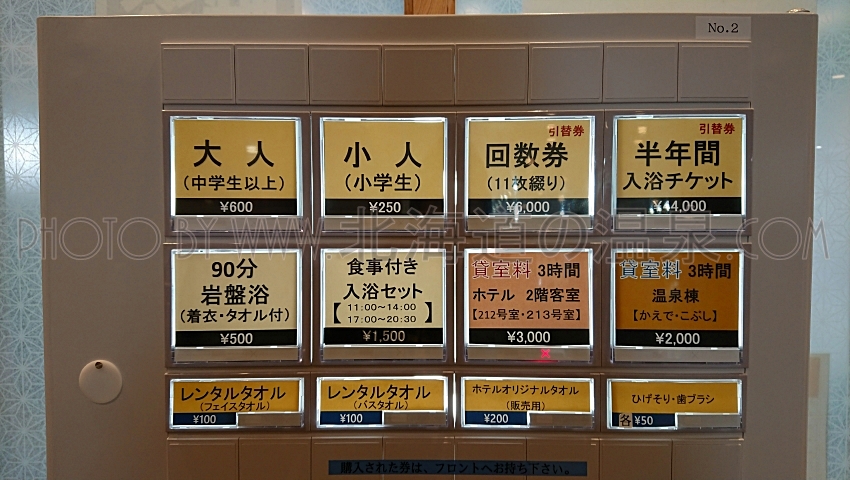 No.2
大人
（中学生以上）
¥600
小人
（小学生）
¥250
引替券
回数券
（11枚綴り）
¥6,000
引替券
半年間
入浴チケット
¥44,000
PHOTO BY WWW.北海道の温泉.COM
90分
岩盤浴
（着衣・タオル付）
¥500
食事付き
入浴セット
【11:00～14:00
17:00～20:30】
¥1,500
貸室料 3時間
ホテル 2階客室
【212号室・213号室】
¥3,000
貸室料 3時間
温泉棟
【かえで・こぶし】
¥2,000
レンタルタオル
（フェイスタオル）
¥100
レンタルタオル
（バスタオル）
¥100
ホテルオリジナルタオル
（販売用）
¥200
ひげそり・歯ブラシ
各 ¥50
購入された券は、フロントへお持ち下さい。